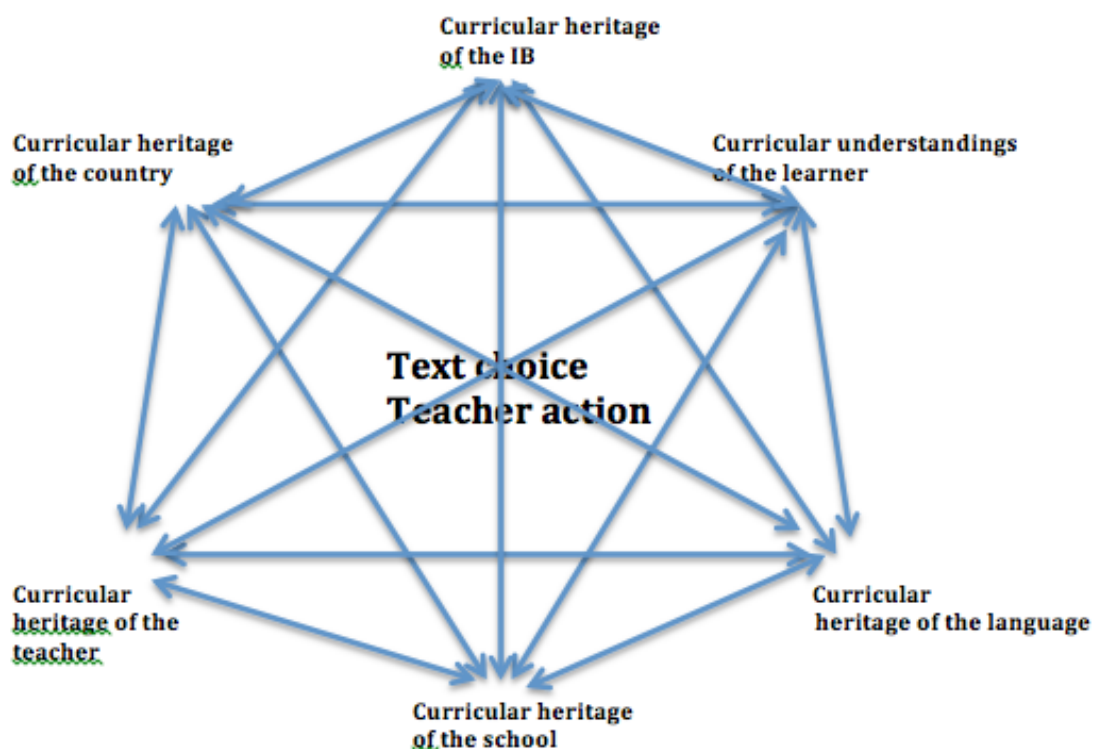 Curricular heritage
of the IB
Curricular heritage
of the country
Curricular understandings
of the learner
Text choice
Teacher action
Curricular
heritage of the
teacher
Curricular
heritage of the language
Curricular heritage
of the school